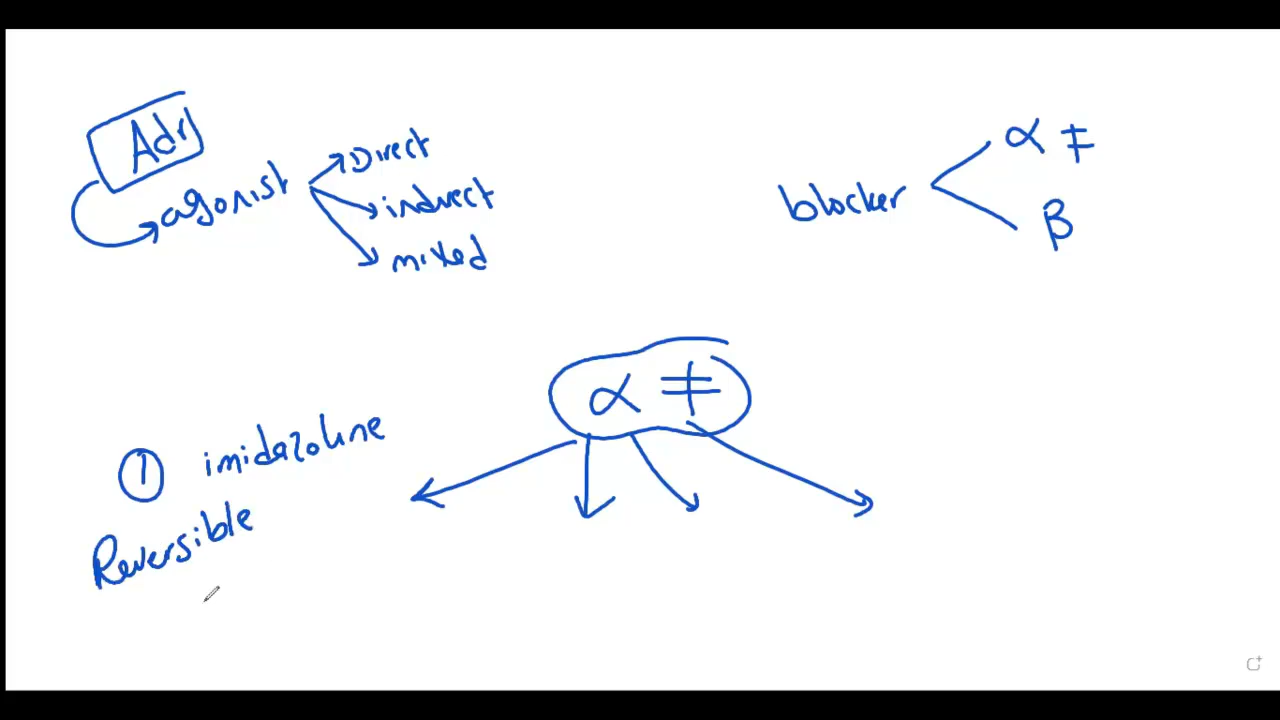 Adr
agonist
Direct
indirect
mixed
blocker
α ‡
β
α ‡
① imidazoline
Reversible